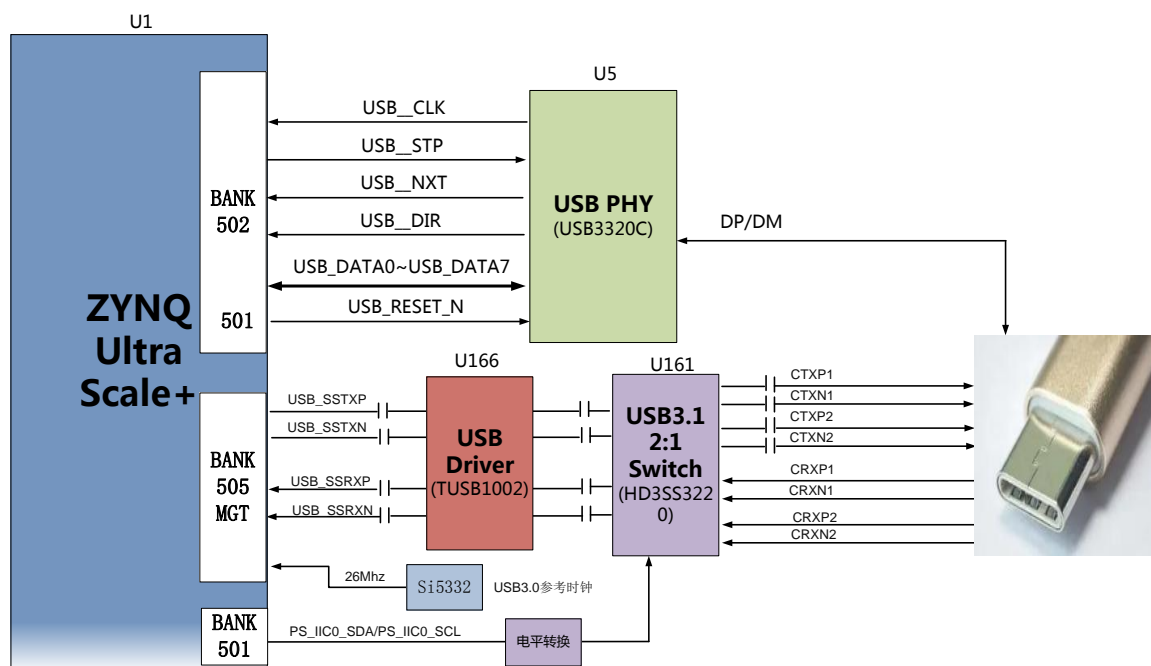 U1
U5
USB__CLK
USB__STP
USB__NXT
USB__DIR
USB_DATA0~USB_DATA7
USB_RESET_N
BANK
502
501
USB PHY
(USB3320C)
DP/DM
ZYNQ
Ultra
Scale+
U166
U161
USB_SSTXP
USB_SSTXN
USB_SSRXP
USB_SSRXN
BANK
505
MGT
USB
Driver
(TUSB1002)
USB3.1
2:1
Switch
(HD3SS322
0)
CTXP1
CTXN1
CTXP2
CTXN2
CRXP1
CRXN1
CRXP2
CRXN2
26Mhz
Si5332
USB3.0参考时钟
BANK
501
PS_IIC0_SDA/PS_IIC0_SCL
电平转换